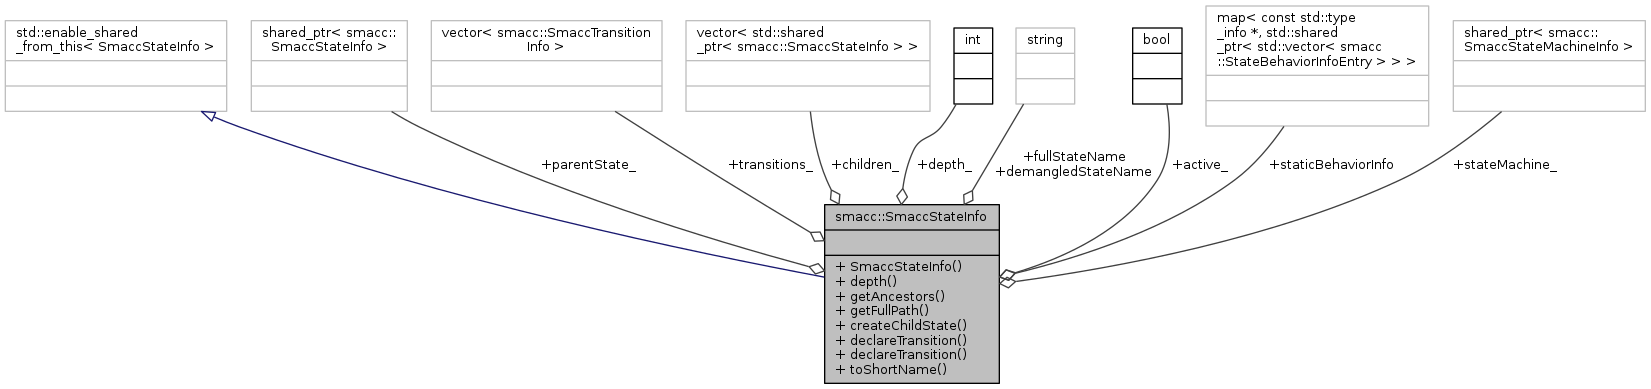 std::enable_shared
_from_this< SmaccStateInfo >
shared_ptr< smacc::
SmaccStateInfo >
vector< smacc::SmaccTransition
Info >
vector< std::shared
_ptr< smacc::SmaccStateInfo > >
int
string
bool
map< const std::type
_info *, std::shared
_ptr< std::vector< smacc
::StateBehaviorInfoEntry > > >
shared_ptr< smacc::
SmaccStateMachineInfo >
+parentState_
+transitions_
+children_
+depth_
+fullStateName
+demangledStateName
+active_
+staticBehaviorInfo
+stateMachine_
smacc::SmaccStateInfo
+ SmaccStateInfo()
+ depth()
+ getAncestors()
+ getFullPath()
+ createChildState()
+ declareTransition()
+ declareTransition()
+ toShortName()